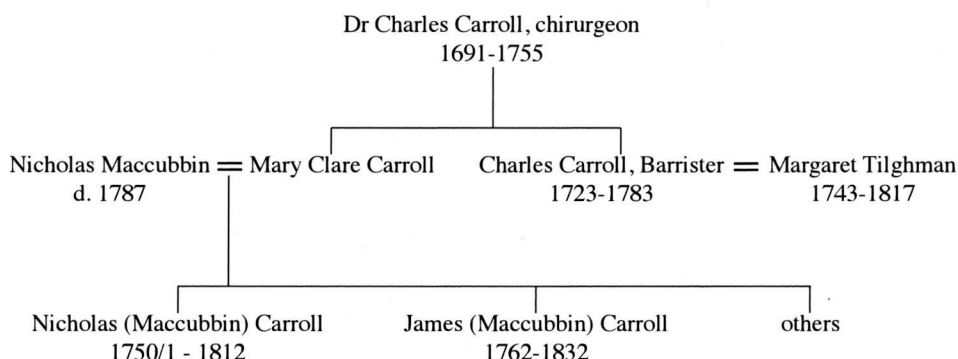 Dr Charles Carroll, chirurgeon
1691-1755
Nicholas Maccubbin = Mary Clare Carroll
Charles Carroll, Barrister = Margaret Tilghman
d. 1787
1723-1783
1743-1817
Nicholas (Maccubbin) Carroll
James (Maccubbin) Carroll
others
1750/1 - 1812
1762-1832